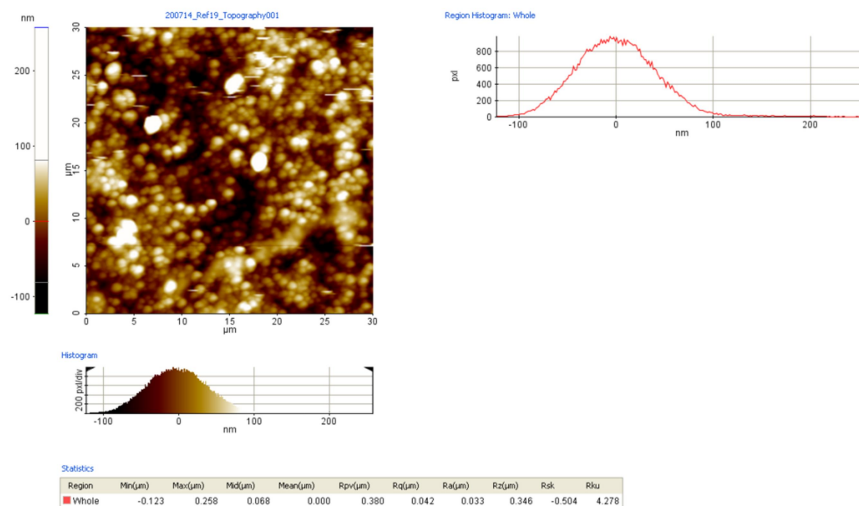 nm
200714_Ref19_Topography001
Region Histogram: Whole
200
100
0
-100
30
25
20
15
10
5
0
µm
0 5 10 15 20 25 30
µm
800
600
400
200
0
pxl
-100 0 100 200
nm
Histogram
200 pxl/div
-100 0 100 200
nm
Statistics
Region Min(µm) Max(µm) Mid(µm) Mean(µm) Rpv(µm) Rq(µm) Ra(µm) Rz(µm) Rsk Rku
Whole -0.123 0.258 0.068 0.000 0.380 0.042 0.033 0.346 -0.504 4.278